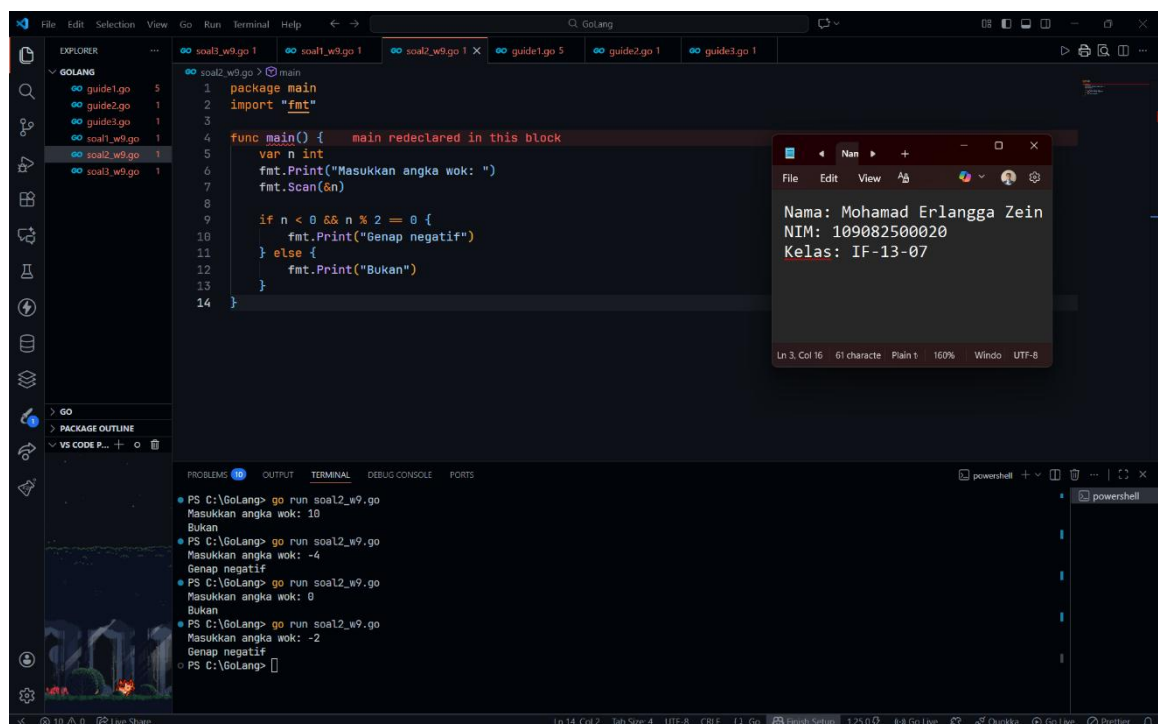 File Edit Selection View Go Run Terminal Help
GoLang
EXPLORER
GOLANG
guide1.go 5
guide2.go 1
guide3.go 1
soal1_w9.go 1
soal2_w9.go 1
soal3_w9.go 1
GO
PACKAGE OUTLINE
VS CODE P...
soal3_w9.go 1 soal1_w9.go 1 soal2_w9.go 1 guide1.go 5 guide2.go 1 guide3.go 1
soal2_w9.go > main
1 package main
2 import "fmt"
3
4 func main() { main redeclared in this block
5 var n int
6 fmt.Print("Masukkan angka wok: ")
7 fmt.Scan(&n)
8
9 if n < 0 && n % 2 == 0 {
10 fmt.Print("Genap negatif")
11 } else {
12 fmt.Print("Bukan")
13 }
14 }
Nan
File Edit View
Nama: Mohamad Erlangga Zein
NIM: 109082500020
Kelas: IF-13-07
Ln 3, Col 16 61 characte Plain t 160% Windo UTF-8
PROBLEMS 10 OUTPUT TERMINAL DEBUG CONSOLE PORTS
powershell
powershell
PS C:\GoLang> go run soal2_w9.go
Masukkan angka wok: 10
Bukan
PS C:\GoLang> go run soal2_w9.go
Masukkan angka wok: -4
Genap negatif
PS C:\GoLang> go run soal2_w9.go
Masukkan angka wok: 0
Bukan
PS C:\GoLang> go run soal2_w9.go
Masukkan angka wok: -2
Genap negatif
PS C:\GoLang>
10 0 Live Share Ln 14, Col 2 Tab Size: 4 UTF-8 CRLF Go Finish Setup 1.25.0 Go Live Quokka Go Live Prettier